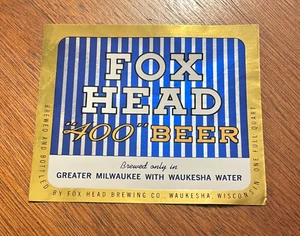 FOX
HEAD
"400" BEER
Brewed only in
GREATER MILWAUKEE WITH WAUKESHA WATER
BREWED AND BOTTLED
BY FOX HEAD BREWING CO., WAUKESHA, WISCONSIN
ONE FULL QUART